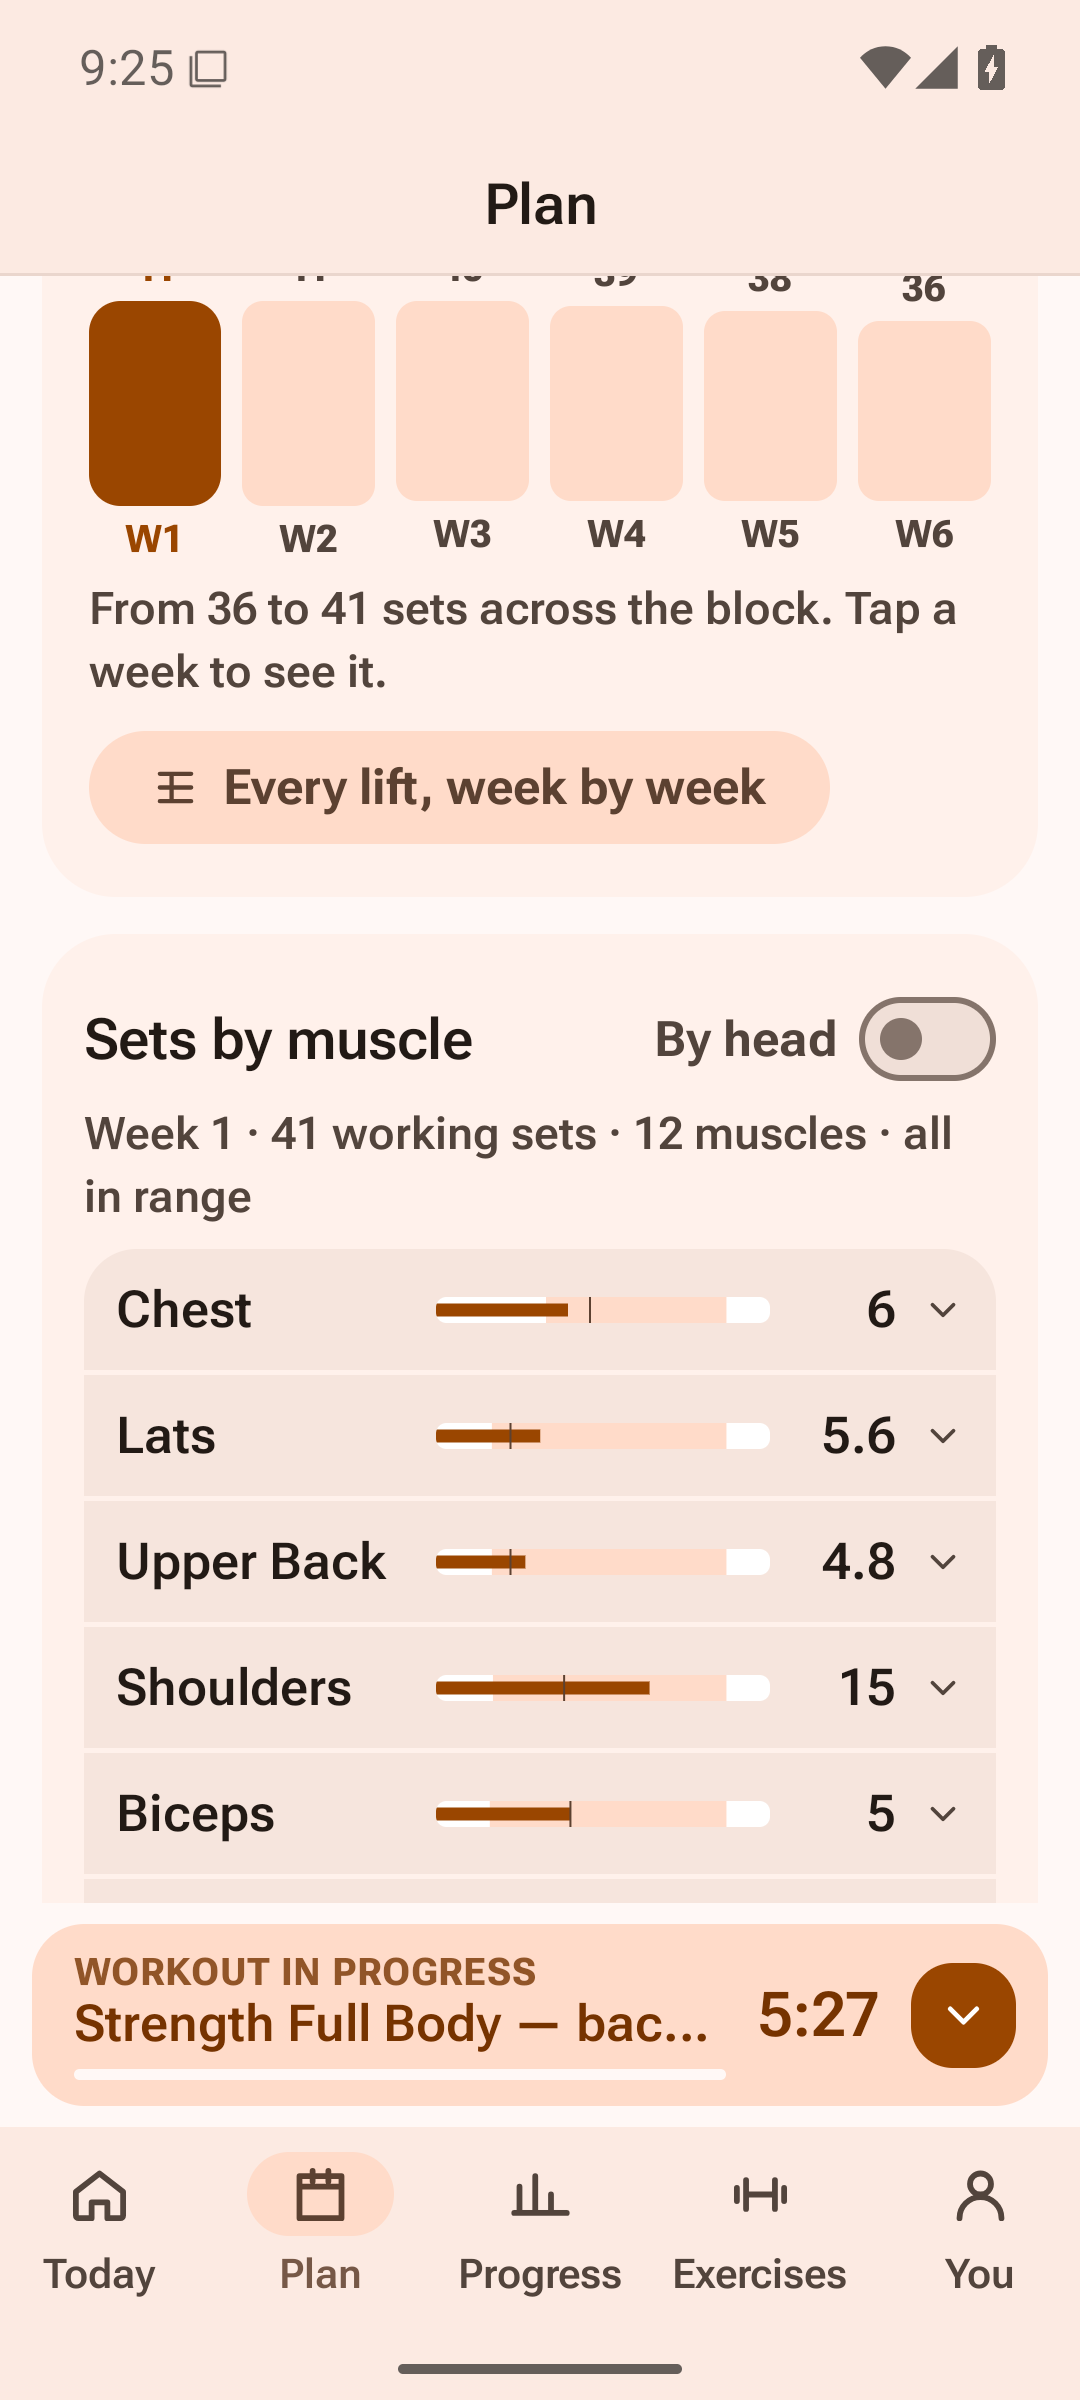 9:25
Plan
39
38
36
W1
W2
W3
W4
W5
W6
From 36 to 41 sets across the block. Tap a
week to see it.
Every lift, week by week
Sets by muscle
By head
Week 1 · 41 working sets · 12 muscles · all
in range
Chest
6
Lats
5.6
Upper Back
4.8
Shoulders
15
Biceps
5
WORKOUT IN PROGRESS
Strength Full Body — bac...
5:27
Today
Plan
Progress
Exercises
You